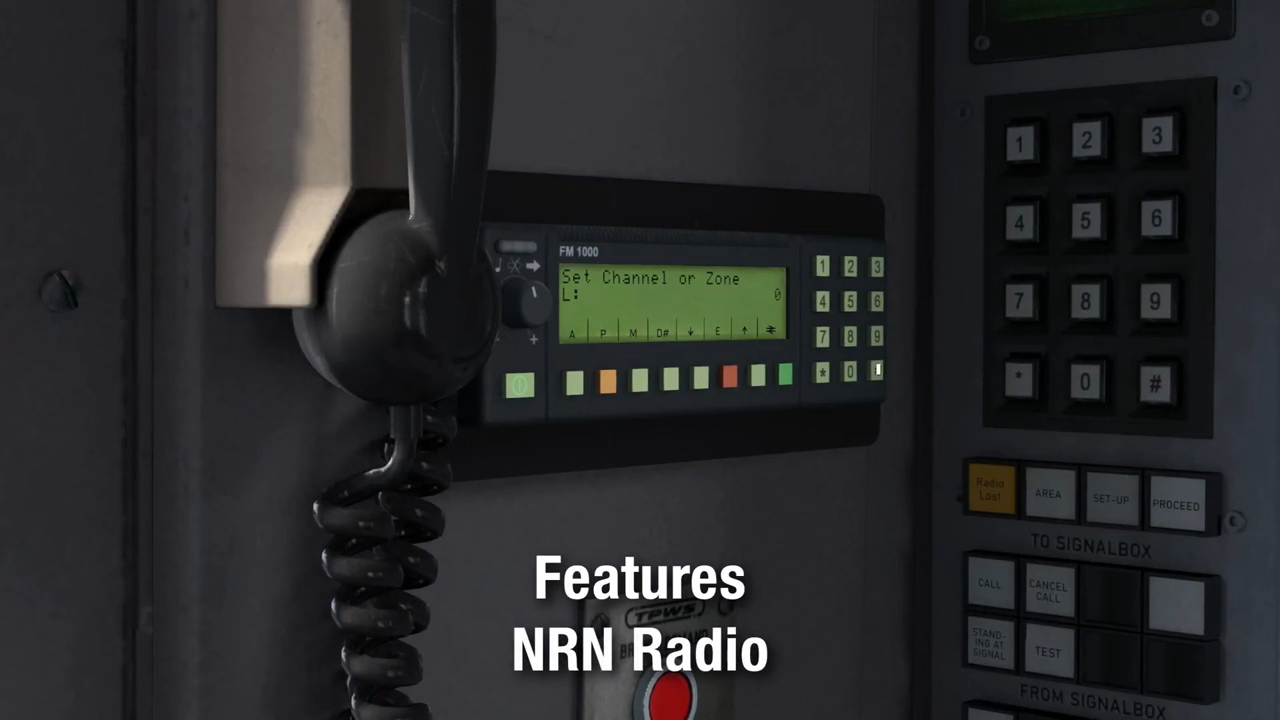 FM 1000
Set Channel or Zone
L: 0
A P M D# ↓ E ↑
1 2 3
4 5 6
7 8 9
* 0
1 2 3
4 5 6
7 8 9
* 0 #
Radio
Lost
AREA
SET-UP
PROCEED
TO SIGNALBOX
CALL
CANCEL
CALL
STAND-
ING AT
SIGNAL
TEST
FROM SIGNALBOX
TPWS
Features
NRN Radio